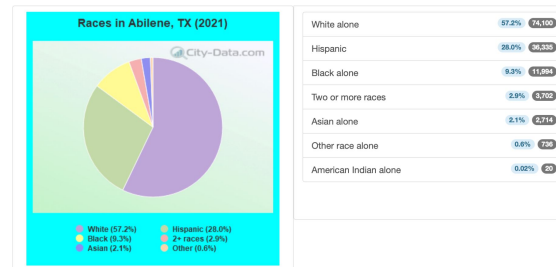 Races in Abilene, TX (2021)
City-Data.com
White (57.2%)
Hispanic (28.0%)
Black (9.3%)
2+ races (2.9%)
Asian (2.1%)
Other (0.6%)
White alone 57.2% 74,100
Hispanic 28.0% 36,335
Black alone 9.3% 11,994
Two or more races 2.9% 3,702
Asian alone 2.1% 2,714
Other race alone 0.6% 736
American Indian alone 0.02% 20